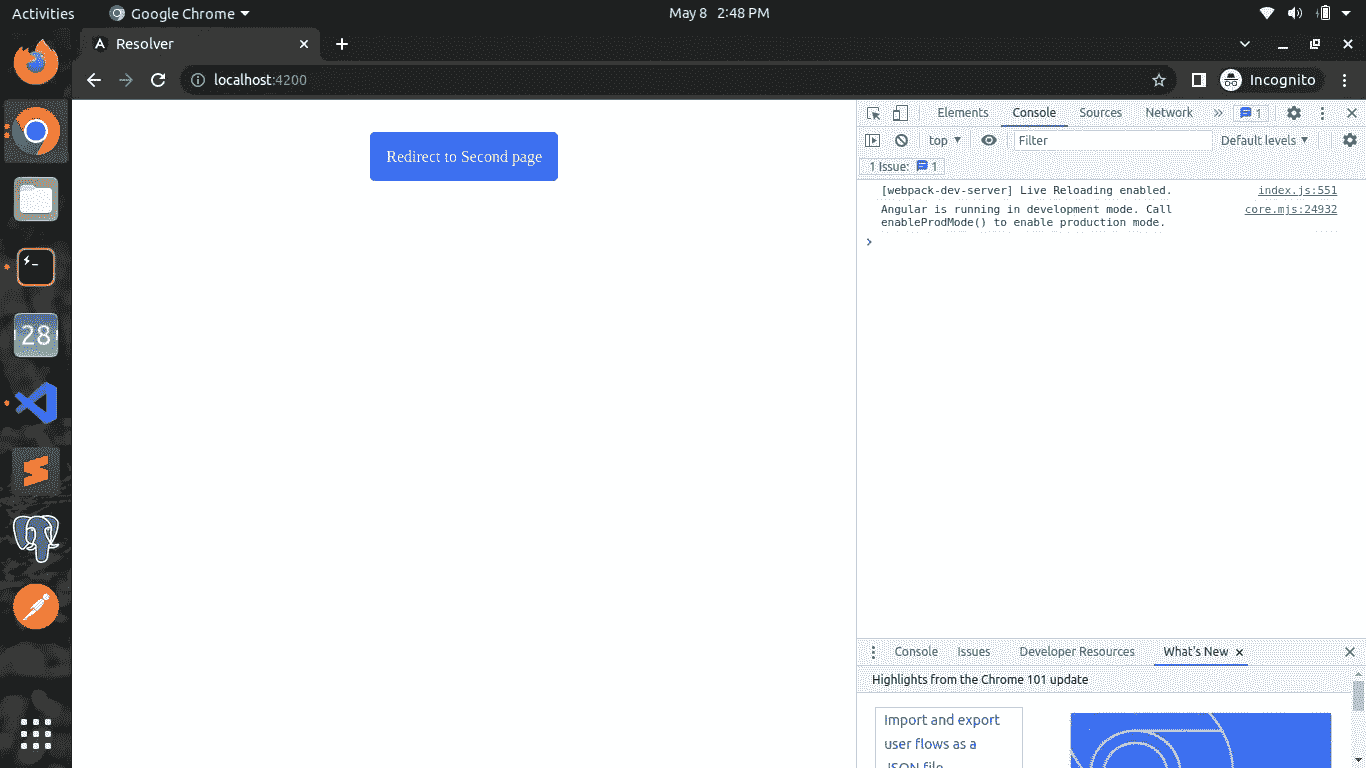 Activities
Google Chrome
May 8 2:48 PM
Resolver
localhost:4200
Incognito
Redirect to Second page
Elements
Console
Sources
Network
1
top
Filter
Default levels
1 Issue: 1
[webpack-dev-server] Live Reloading enabled. index.js:551
Angular is running in development mode. Call core.mjs:24932
enableProdMode() to enable production mode.
28
Console
Issues
Developer Resources
What's New
Highlights from the Chrome 101 update
Import and export
user flows as a
JSON file